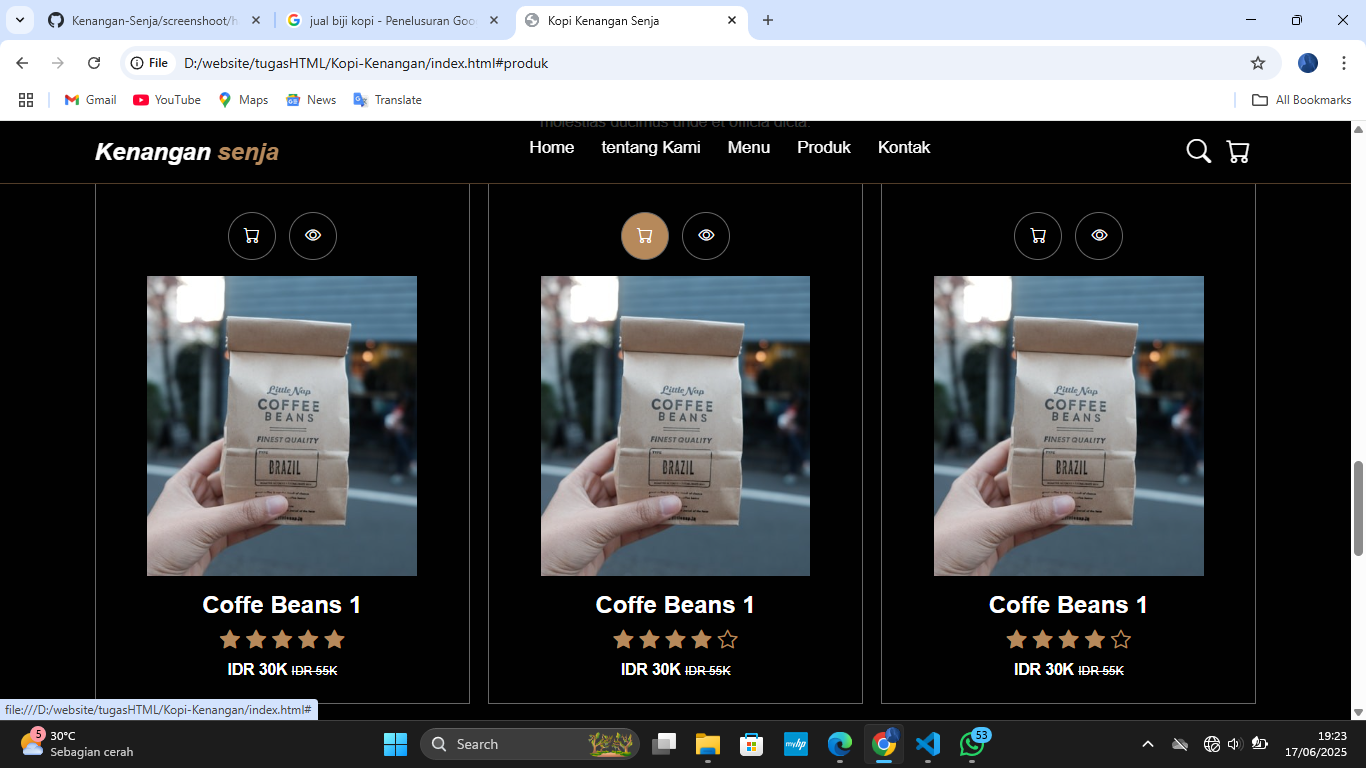 Kenangan-Senja/screenshoot/h
jual biji kopi - Penelusuran Goo
Kopi Kenangan Senja
File
D:/website/tugasHTML/Kopi-Kenangan/index.html#produk
Gmail
YouTube
Maps
News
Translate
All Bookmarks
molestias ducimus unde et officia dicta.
Kenangan senja
Home
tentang Kami
Menu
Produk
Kontak
Little Nap
COFFEE
BEANS
FINEST QUALITY
BRAZIL
Little Nap
COFFEE
BEANS
FINEST QUALITY
BRAZIL
Little Nap
COFFEE
BEANS
FINEST QUALITY
BRAZIL
Coffe Beans 1
IDR 30K IDR 55K
Coffe Beans 1
IDR 30K IDR 55K
Coffe Beans 1
IDR 30K IDR 55K
file:///D:/website/tugasHTML/Kopi-Kenangan/index.html#
5
30°C
Sebagian cerah
Search
myhp
53
19:23
17/06/2025